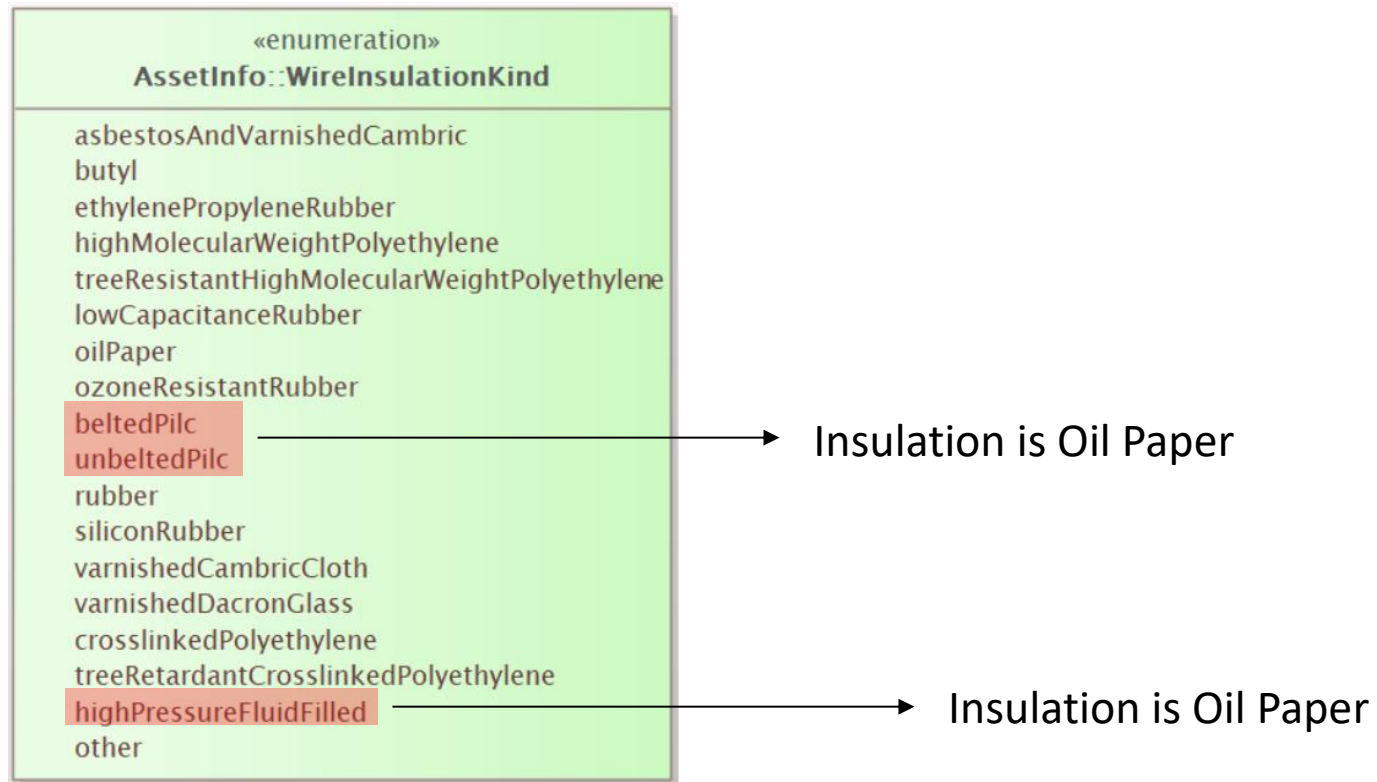 «enumeration»
AssetInfo::WireInsulationKind
asbestosAndVarnishedCambric
butyl
ethylenePropyleneRubber
highMolecularWeightPolyethylene
treeResistantHighMolecularWeightPolyethylene
lowCapacitanceRubber
oilPaper
ozoneResistantRubber
beltedPilc
unbeltedPilc
Insulation is Oil Paper
rubber
siliconRubber
varnishedCambricCloth
varnishedDacronGlass
crosslinkedPolyethylene
treeRetardantCrosslinkedPolyethylene
highPressureFluidFilled
Insulation is Oil Paper
other